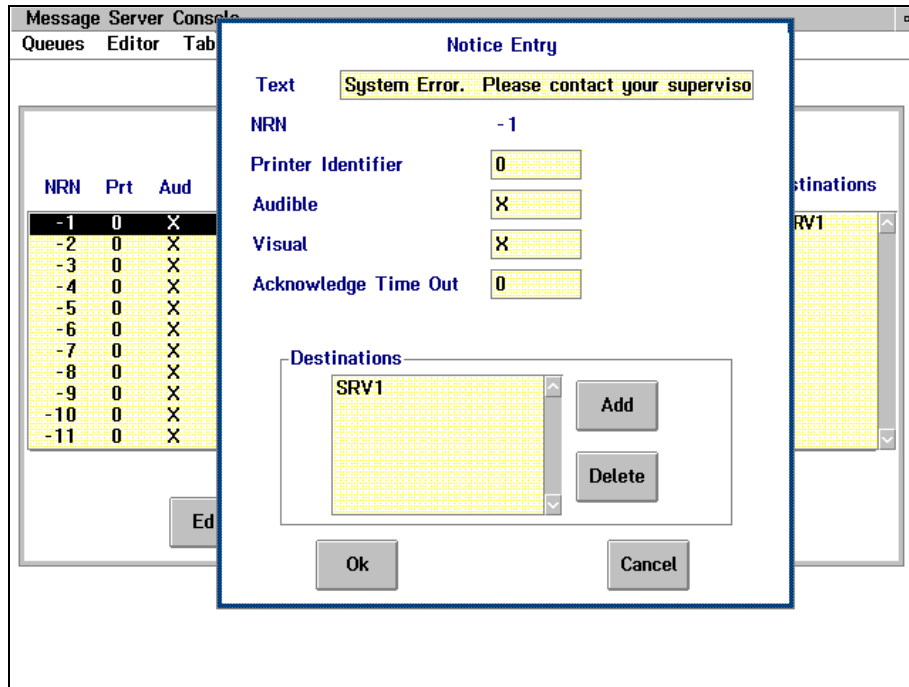 Message Server Console
Queues Editor Tab
Notice Entry
Text System Error. Please contact your superviso
NRN -1
Printer Identifier 0
Audible X
Visual X
Acknowledge Time Out 0
Destinations
SRV1
Add
Delete
Ok Cancel
NRN Prt Aud stinations
-1 0 X RV1
-2 0 X
-3 0 X
-4 0 X
-5 0 X
-6 0 X
-7 0 X
-8 0 X
-9 0 X
-10 0 X
-11 0 X
Ed